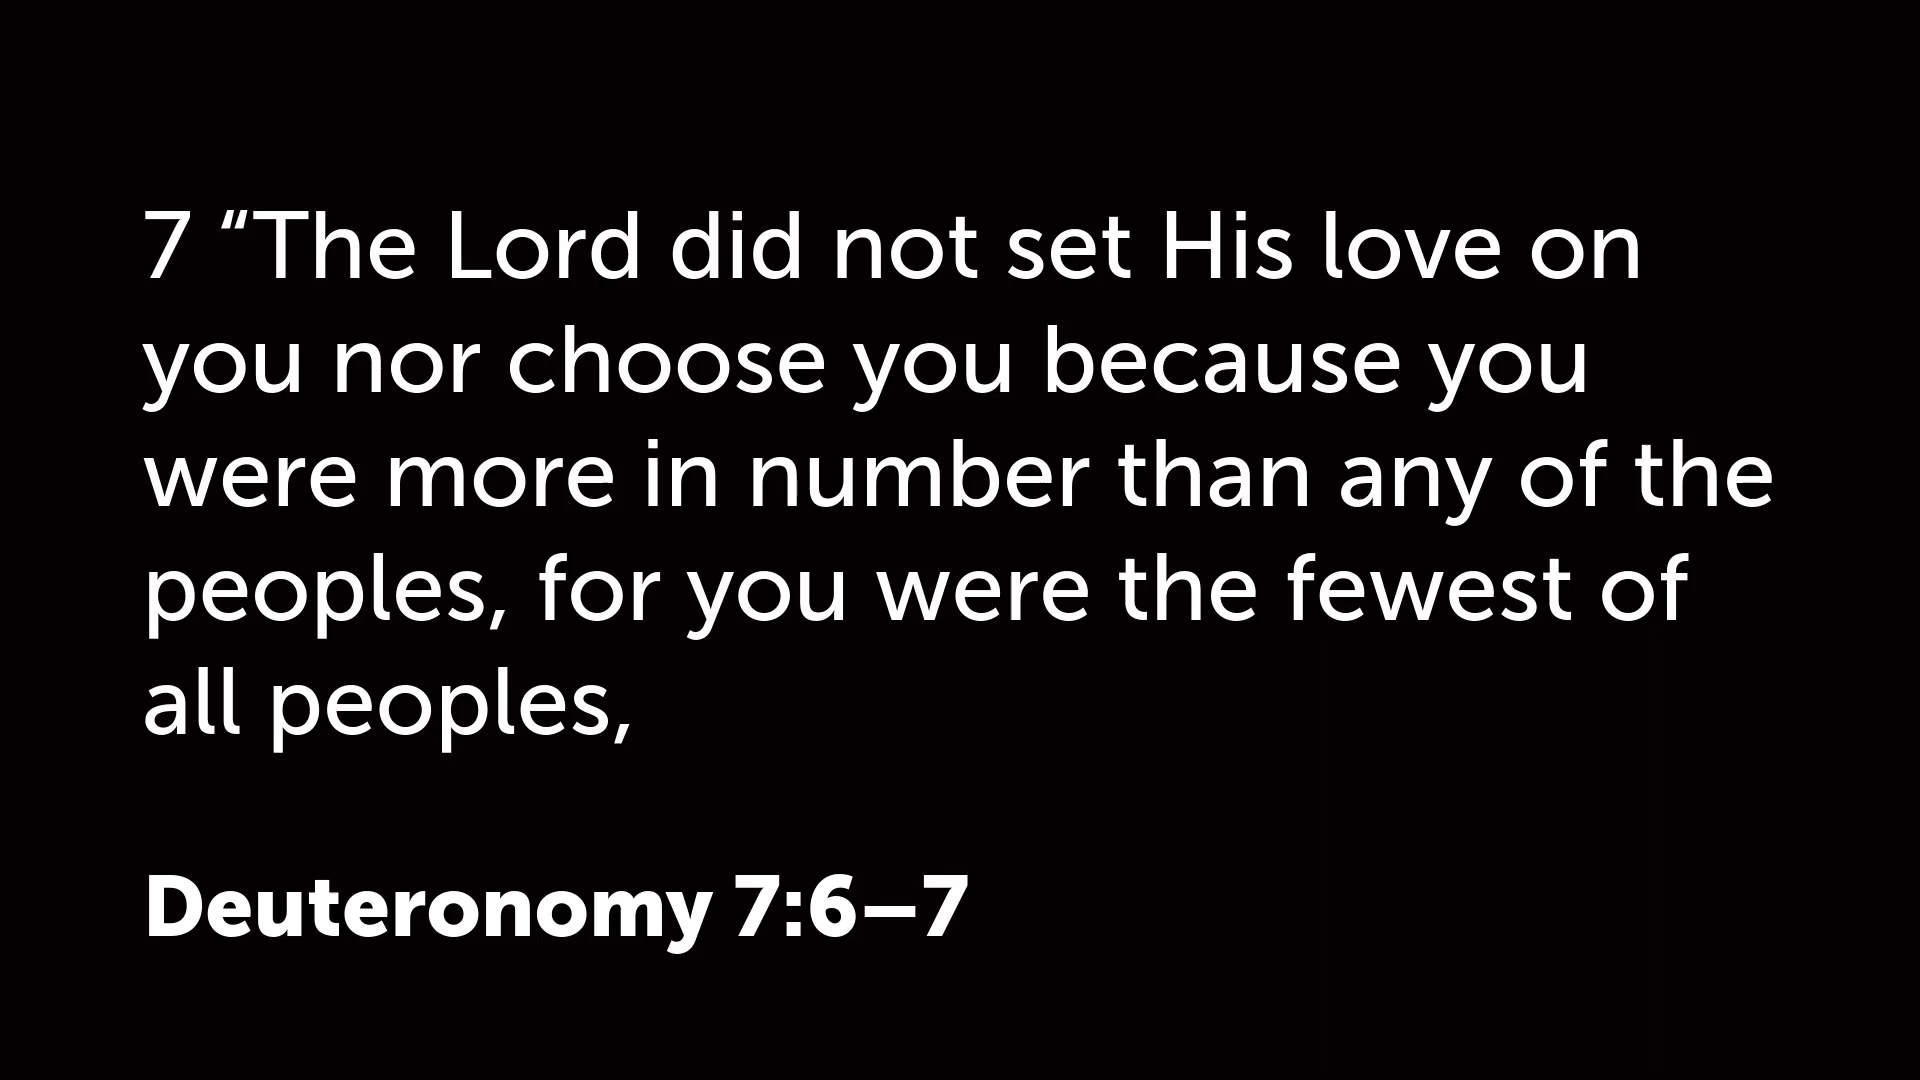 7 “The Lord did not set His love on
you nor choose you because you
were more in number than any of the
peoples, for you were the fewest of
all peoples,
Deuteronomy 7:6–7